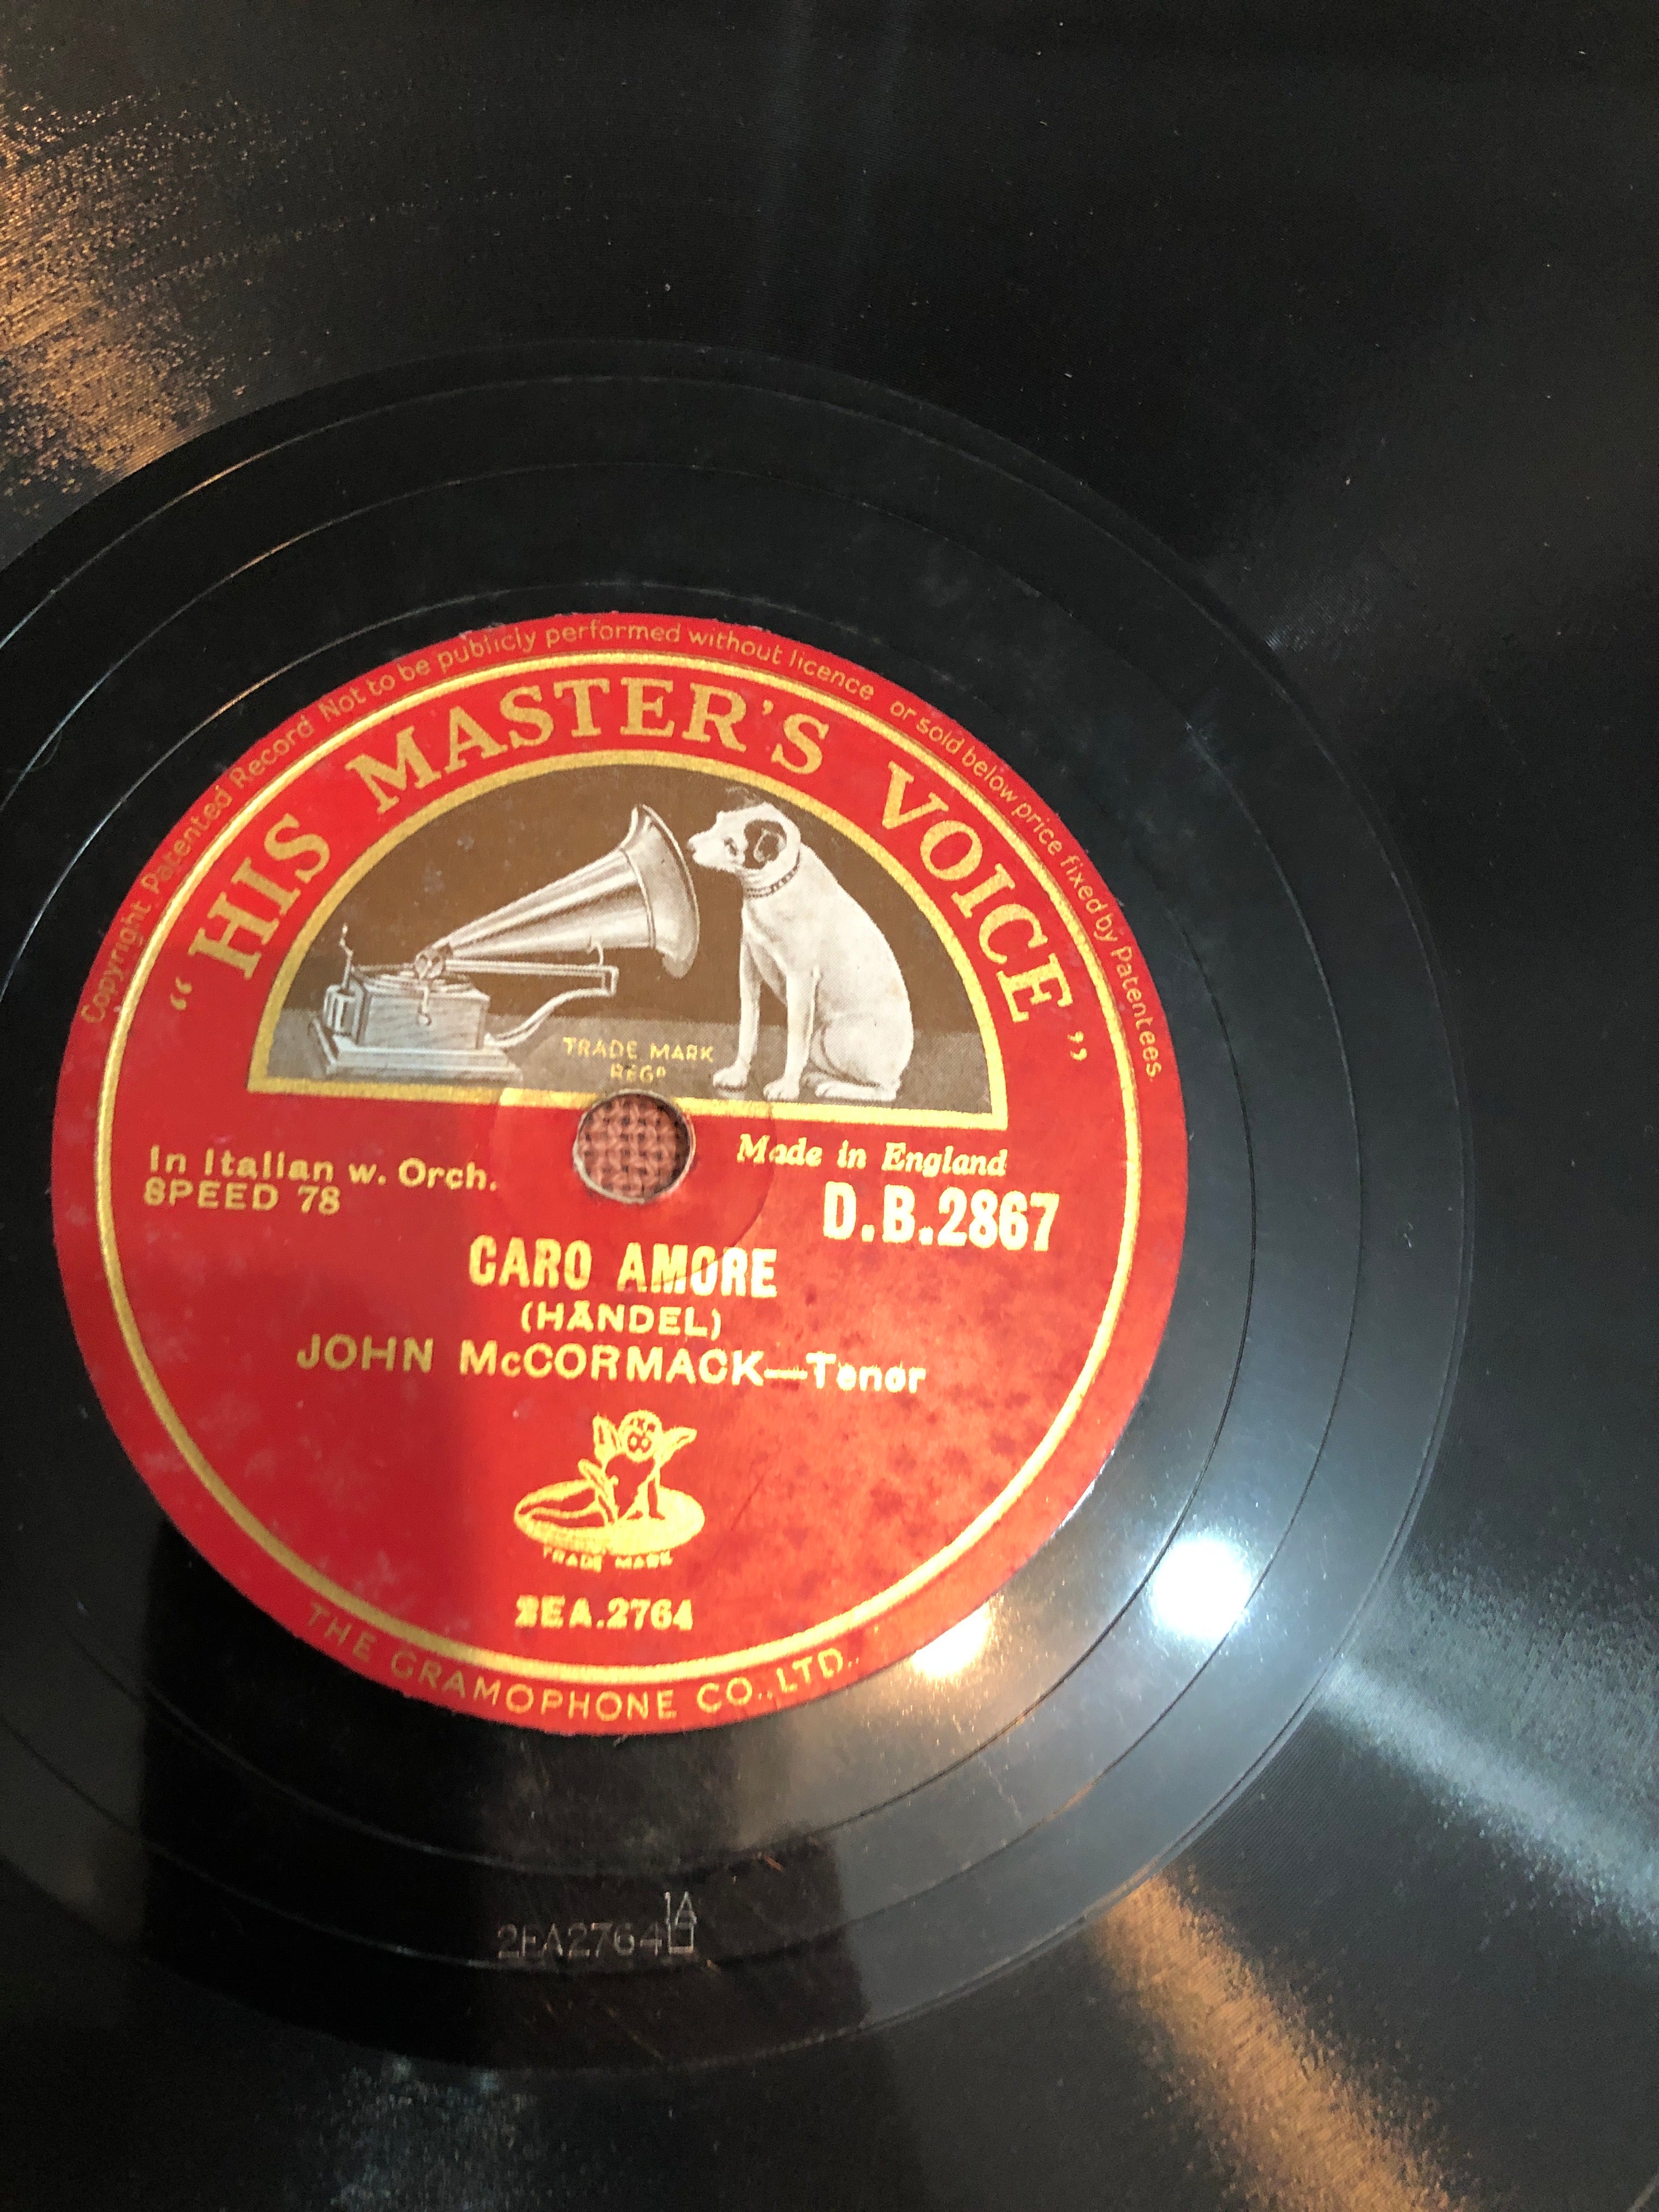 Copyright Patented Record Not to be publicly performed without licence or sold below price fixed by Patentees.
“HIS MASTER'S VOICE”
TRADE MARK
REGD
In Italian w. Orch.
SPEED 78
Made in England
D.B.2867
CARO AMORE
(HÄNDEL)
JOHN McCORMACK—Tenor
TRADE MARK
2EA.2764
THE GRAMOPHONE CO., LTD.
2EA2764
1A